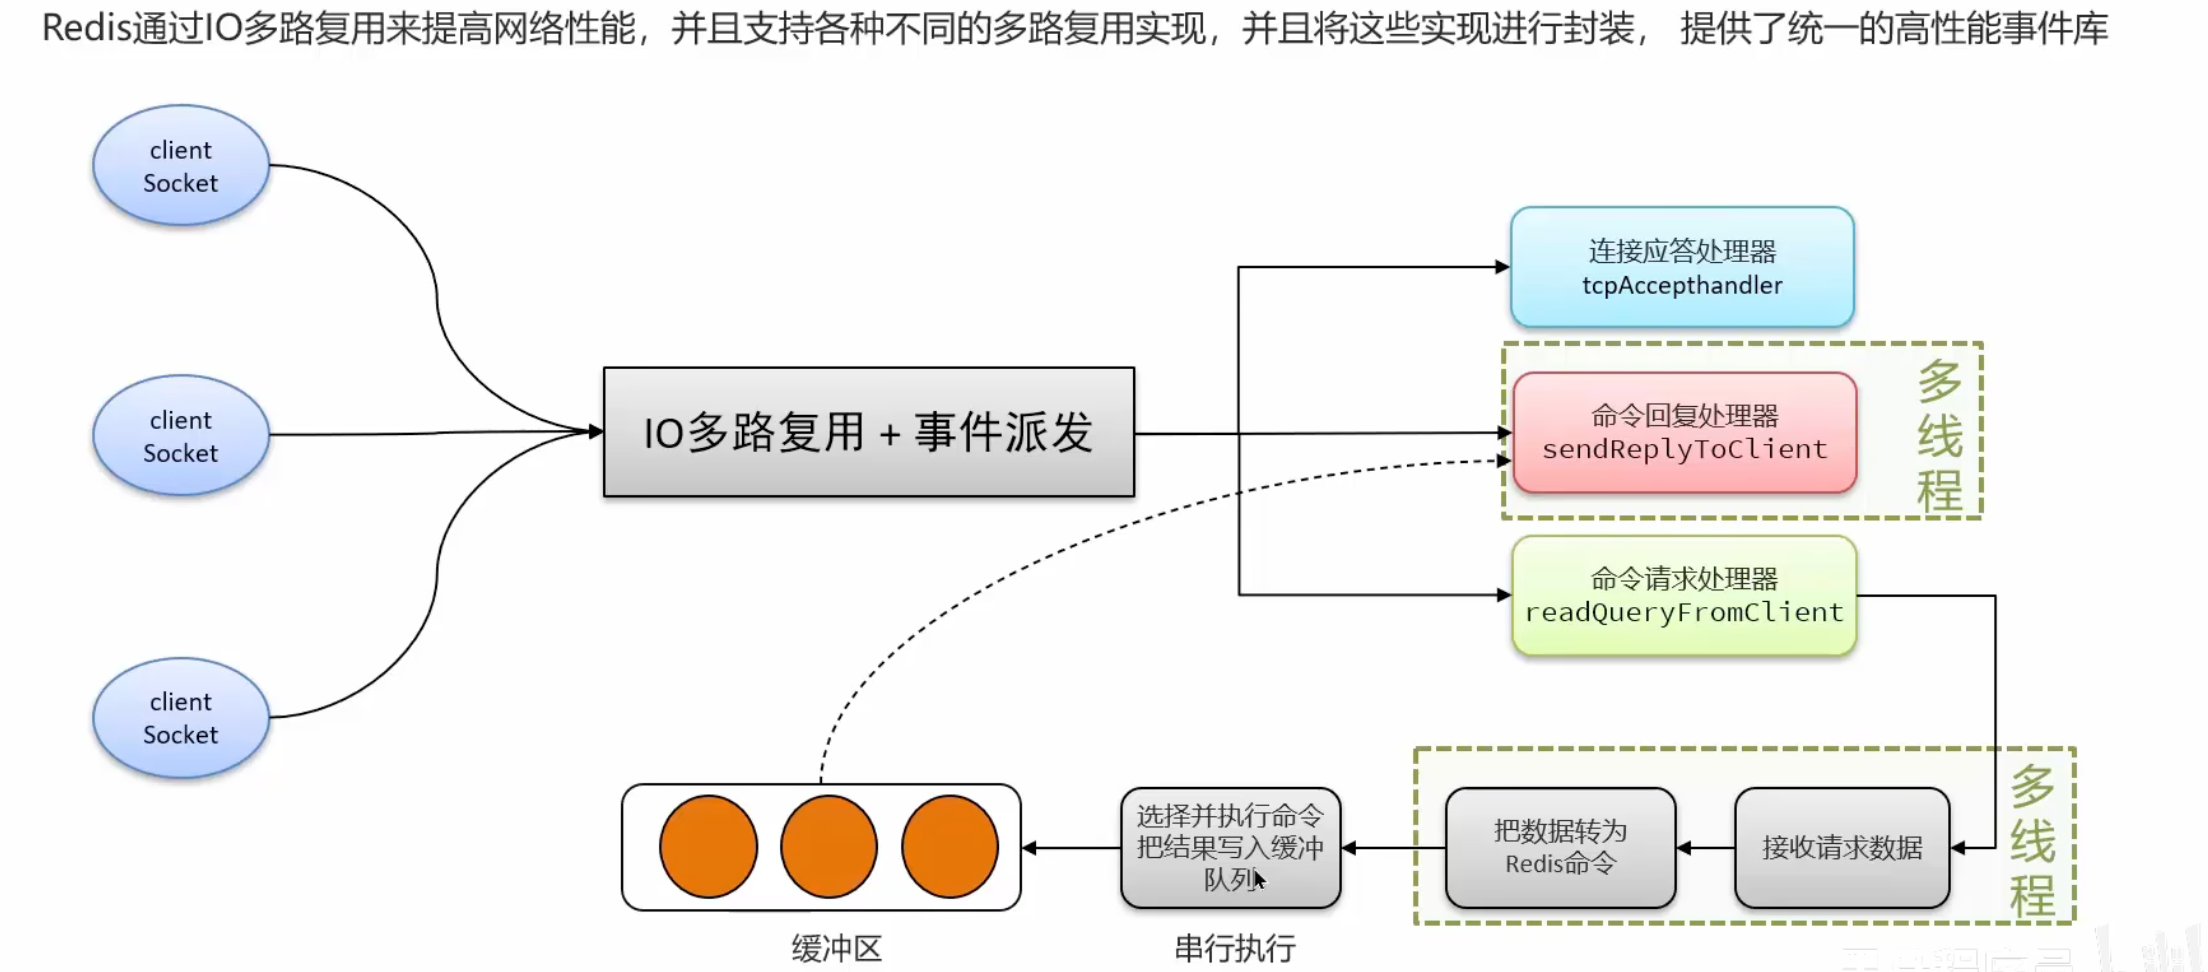 Redis通过IO多路复用来提高网络性能，并且支持各种不同的多路复用实现，并且将这些实现进行封装， 提供了统一的高性能事件库
client
Socket
client
Socket
client
Socket
IO多路复用 + 事件派发
连接应答处理器
tcpAccepthandler
命令回复处理器
sendReplyToClient
多
线
程
命令请求处理器
readQueryFromClient
多
线
程
接收请求数据
把数据转为
Redis命令
选择并执行命令
把结果写入缓冲
队列
缓冲区
串行执行